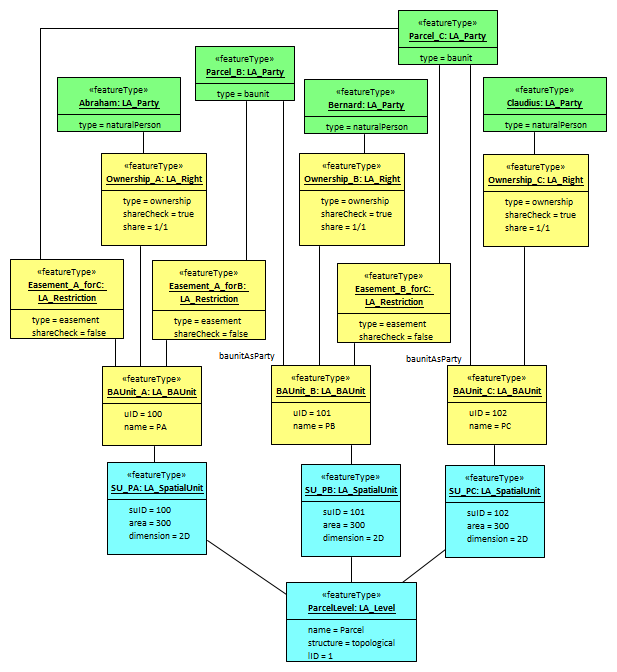 «featureType»
Parcel_C: LA_Party
type = baunit
«featureType»
Parcel_B: LA_Party
type = baunit
«featureType»
Abraham: LA_Party
type = naturalPerson
«featureType»
Bernard: LA_Party
type = naturalPerson
«featureType»
Claudius: LA_Party
type = naturalPerson
«featureType»
Ownership_A: LA_Right
type = ownership
shareCheck = true
share = 1/1
«featureType»
Ownership_B: LA_Right
type = ownership
shareCheck = true
share = 1/1
«featureType»
Ownership_C: LA_Right
type = ownership
shareCheck = true
share = 1/1
«featureType»
Easement_A_forC:
LA_Restriction
type = easement
shareCheck = false
«featureType»
Easement_A_forB:
LA_Restriction
type = easement
shareCheck = false
«featureType»
Easement_B_forC:
LA_Restriction
type = easement
shareCheck = false
baunitAsParty
baunitAsParty
«featureType»
BAUnit_A: LA_BAUnit
uID = 100
name = PA
«featureType»
BAUnit_B: LA_BAUnit
uID = 101
name = PB
«featureType»
BAUnit_C: LA_BAUnit
uID = 102
name = PC
«featureType»
SU_PA: LA_SpatialUnit
suID = 100
area = 300
dimension = 2D
«featureType»
SU_PB: LA_SpatialUnit
suID = 101
area = 300
dimension = 2D
«featureType»
SU_PC: LA_SpatialUnit
suID = 102
area = 300
dimension = 2D
«featureType»
ParcelLevel: LA_Level
name = Parcel
structure = topological
lID = 1